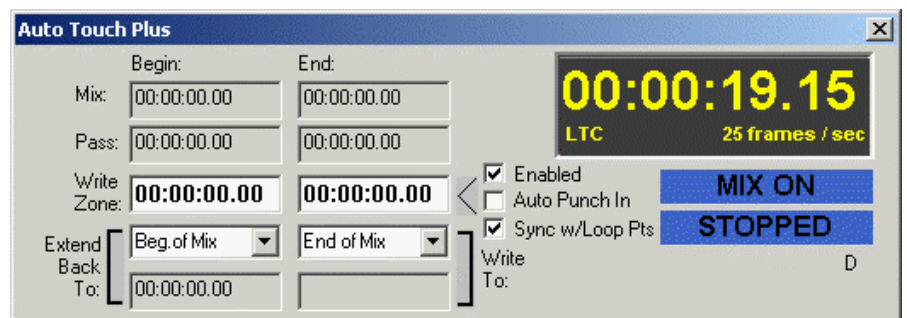 Auto Touch Plus
Begin: End:
Mix: 00:00:00.00 00:00:00.00
00:00:19.15
LTC 25 frames / sec
Pass: 00:00:00.00 00:00:00.00
Write Zone: 00:00:00.00 00:00:00.00
Enabled
Auto Punch In
Sync w/Loop Pts
MIX ON
STOPPED
Extend Back To: Beg.of Mix End of Mix
00:00:00.00
Write To:
D